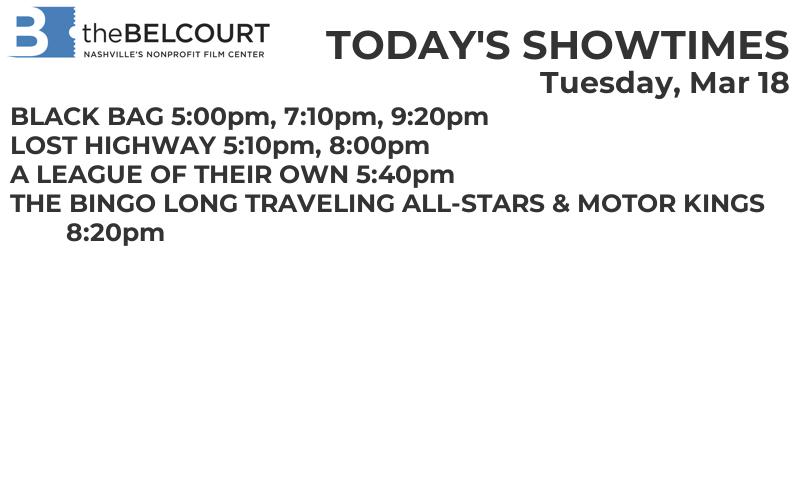 B theBELCOURT
NASHVILLE'S NONPROFIT FILM CENTER
TODAY'S SHOWTIMES
Tuesday, Mar 18
BLACK BAG 5:00pm, 7:10pm, 9:20pm
LOST HIGHWAY 5:10pm, 8:00pm
A LEAGUE OF THEIR OWN 5:40pm
THE BINGO LONG TRAVELING ALL-STARS & MOTOR KINGS
8:20pm